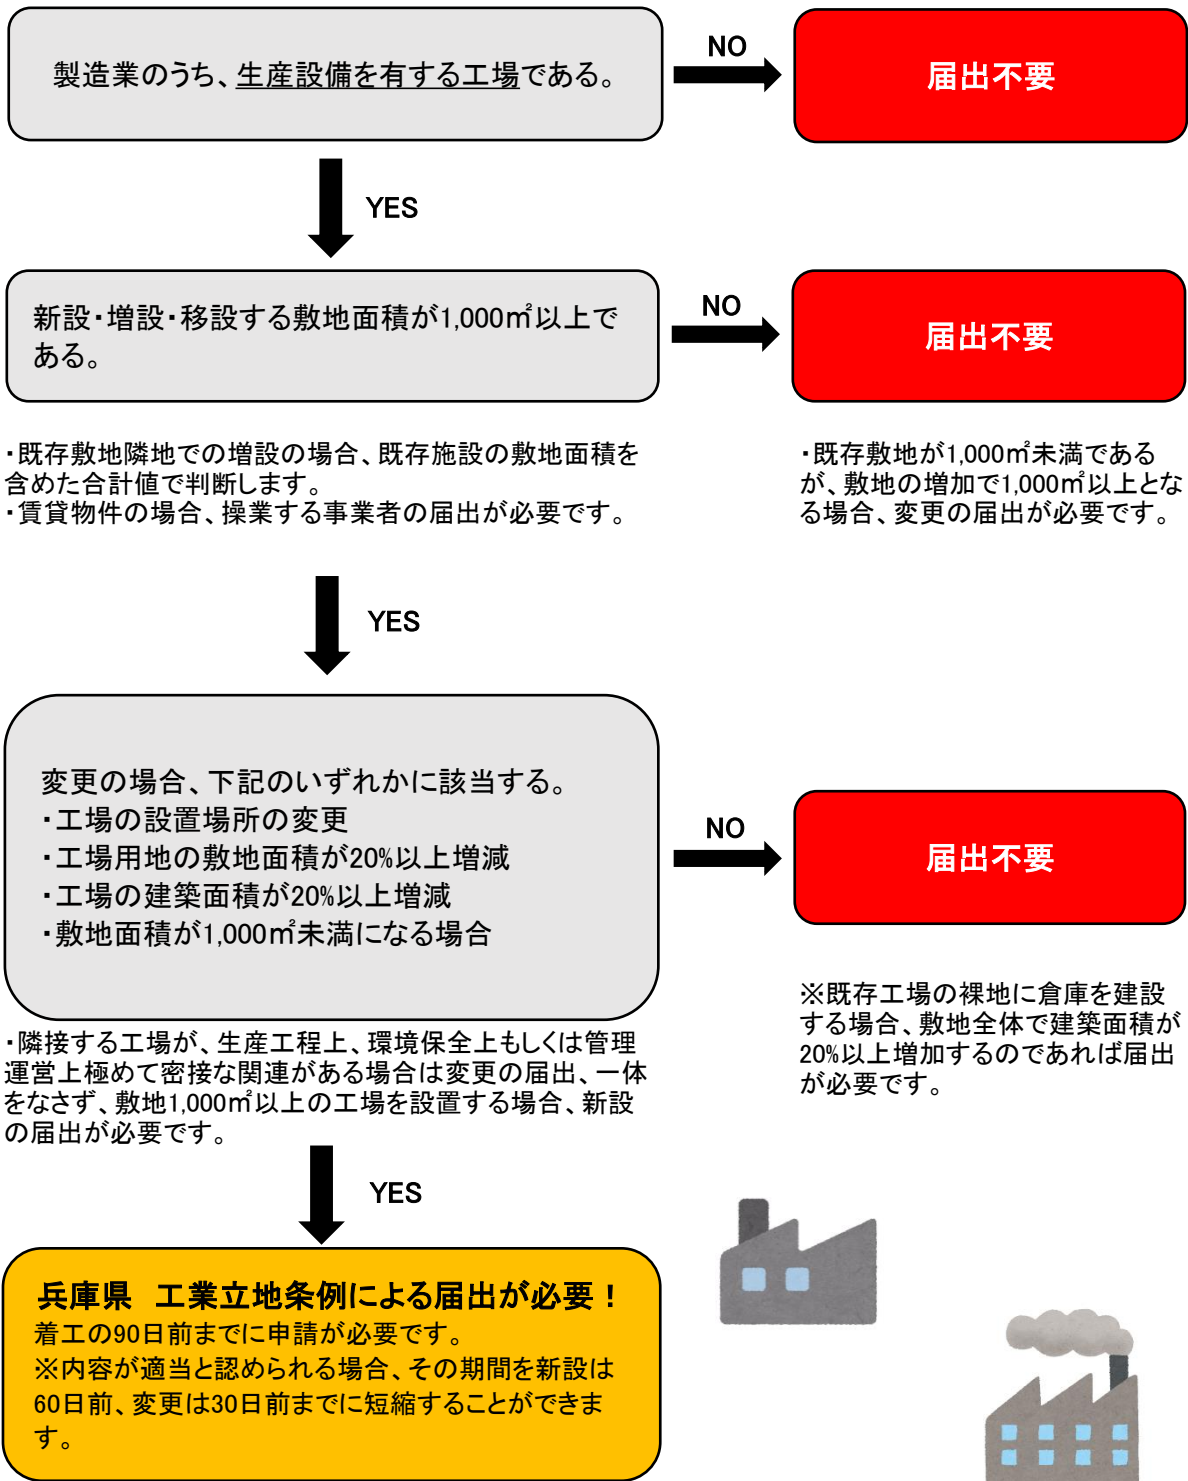 製造業のうち、生産設備を有する工場である。
NO
届出不要
YES
新設・増設・移設する敷地面積が1,000㎡以上で
ある。
NO
届出不要
・既存敷地隣地での増設の場合、既存施設の敷地面積を
含めた合計値で判断します。
・賃貸物件の場合、操業する事業者の届出が必要です。
・既存敷地が1,000㎡未満である
が、敷地の増加で1,000㎡以上とな
る場合、変更の届出が必要です。
YES
変更の場合、下記のいずれかに該当する。
・工場の設置場所の変更
・工場用地の敷地面積が20%以上増減
・工場の建築面積が20%以上増減
・敷地面積が1,000㎡未満になる場合
NO
届出不要
※既存工場の裸地に倉庫を建設
する場合、敷地全体で建築面積が
20%以上増加するのであれば届出
が必要です。
・隣接する工場が、生産工程上、環境保全上もしくは管理
運営上極めて密接な関連がある場合は変更の届出、一体
をなさず、敷地1,000㎡以上の工場を設置する場合、新設
の届出が必要です。
YES
兵庫県　工業立地条例による届出が必要！
着工の90日前までに申請が必要です。
※内容が適当と認められる場合、その期間を新設は
60日前、変更は30日前までに短縮することができま
す。